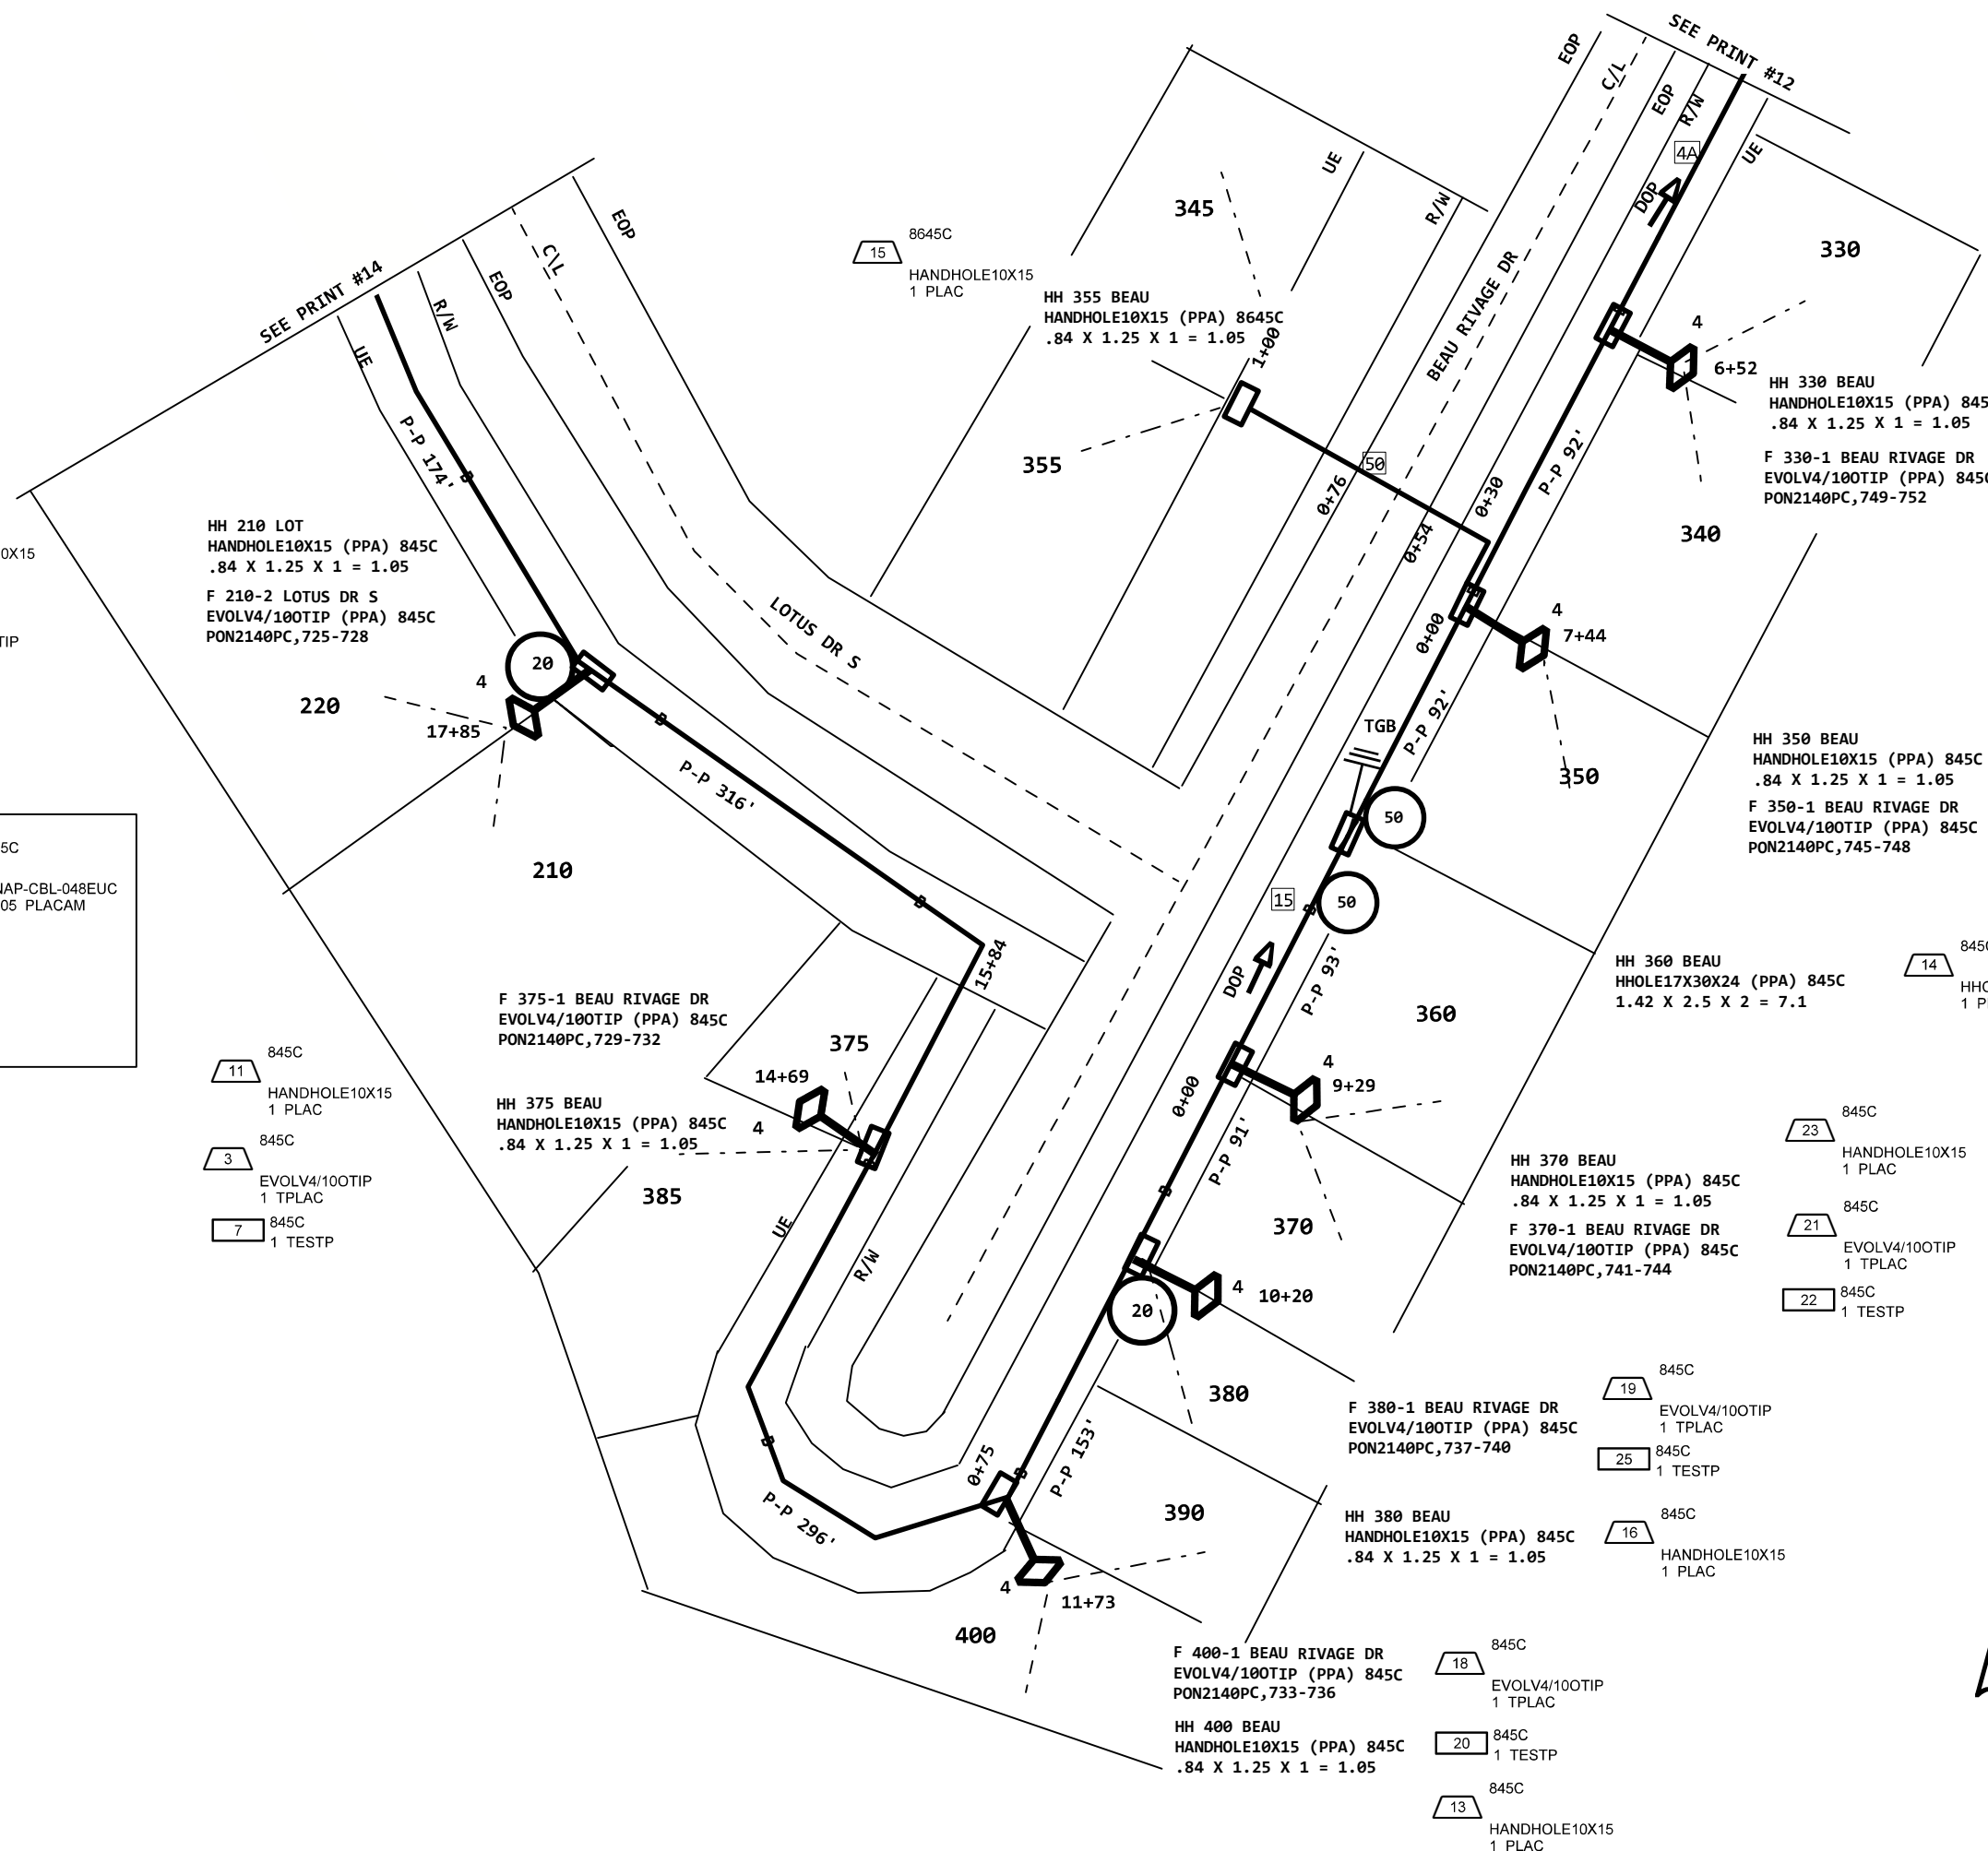 SEE PRINT #12
EOP
C/L
EOP
R/W
UE
4A
DOP
330
4
6+52
HH 330 BEAU
HANDHOLE10X15 (PPA) 845
.84 X 1.25 X 1 = 1.05
F 330-1 BEAU RIVAGE DR
EVOLV4/10OTIP (PPA) 845C
PON2140PC,749-752
340
345
UE
R/W
BEAU RIVAGE DR
15
8645C
HANDHOLE10X15
1 PLAC
HH 355 BEAU
HANDHOLE10X15 (PPA) 8645C
.84 X 1.25 X 1 = 1.05
1+00
355
50
0+76
0+54
0+30
P-P 92'
0+00
4
7+44
P-P 92'
TGB
350
HH 350 BEAU
HANDHOLE10X15 (PPA) 845C
.84 X 1.25 X 1 = 1.05
F 350-1 BEAU RIVAGE DR
EVOLV4/10OTIP (PPA) 845C
PON2140PC,745-748
SEE PRINT #14
UE
R/W
EOP
C\L
EOP
P-P 174'
B
0X15
TIP
HH 210 LOT
HANDHOLE10X15 (PPA) 845C
.84 X 1.25 X 1 = 1.05
F 210-2 LOTUS DR S
EVOLV4/10OTIP (PPA) 845C
PON2140PC,725-728
LOTUS DR S
20
4
220
17+85
B
P-P 316'
210
B
15+84
5C
NAP-CBL-048EUC
05 PLACAM
50
50
15
B
DOP
P-P 93'
360
HH 360 BEAU
HHOLE17X30X24 (PPA) 845C
1.42 X 2.5 X 2 = 7.1
14
845C
HHO
1 P
F 375-1 BEAU RIVAGE DR
EVOLV4/10OTIP (PPA) 845C
PON2140PC,729-732
375
14+69
HH 375 BEAU
HANDHOLE10X15 (PPA) 845C
.84 X 1.25 X 1 = 1.05
4
385
UE
R/W
11
845C
HANDHOLE10X15
1 PLAC
3
845C
EVOLV4/10OTIP
1 TPLAC
7
845C
1 TESTP
0+00
4
9+29
P-P 91'
B
370
HH 370 BEAU
HANDHOLE10X15 (PPA) 845C
.84 X 1.25 X 1 = 1.05
F 370-1 BEAU RIVAGE DR
EVOLV4/10OTIP (PPA) 845C
PON2140PC,741-744
23
845C
HANDHOLE10X15
1 PLAC
21
845C
EVOLV4/10OTIP
1 TPLAC
22
845C
1 TESTP
20
4
10+20
380
F 380-1 BEAU RIVAGE DR
EVOLV4/10OTIP (PPA) 845C
PON2140PC,737-740
19
845C
EVOLV4/10OTIP
1 TPLAC
25
845C
1 TESTP
HH 380 BEAU
HANDHOLE10X15 (PPA) 845C
.84 X 1.25 X 1 = 1.05
16
845C
HANDHOLE10X15
1 PLAC
P-P 153'
0+75
B
B
P-P 296'
390
4
11+73
400
F 400-1 BEAU RIVAGE DR
EVOLV4/10OTIP (PPA) 845C
PON2140PC,733-736
18
845C
EVOLV4/10OTIP
1 TPLAC
HH 400 BEAU
HANDHOLE10X15 (PPA) 845C
.84 X 1.25 X 1 = 1.05
20
845C
1 TESTP
13
845C
HANDHOLE10X15
1 PLAC